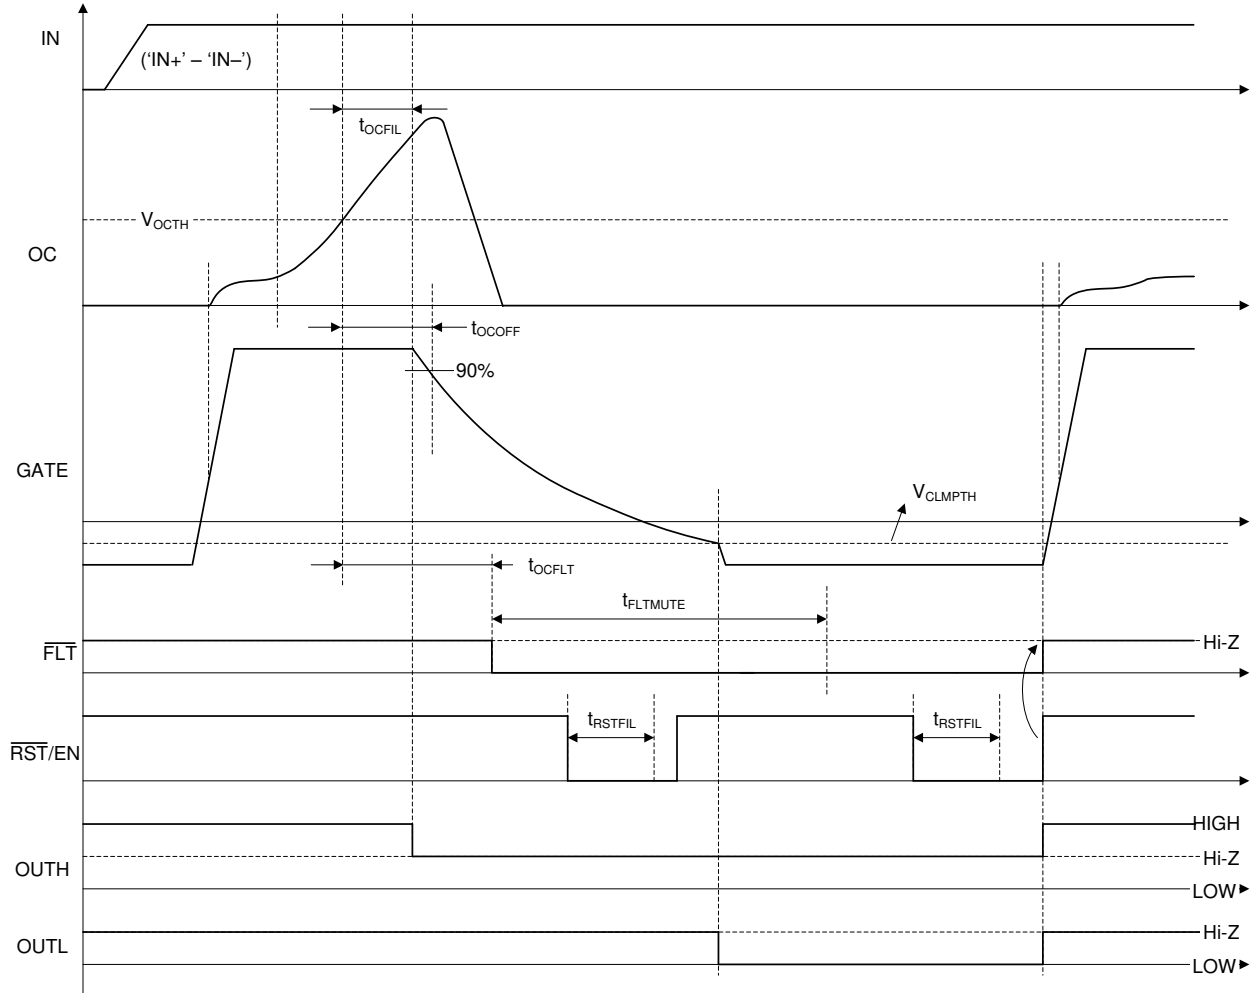 IN
('IN+' – 'IN–')
tOCFIL
VOCTH
OC
tOCOFF
90%
GATE
VCLMPTH
tOCFLT
tFLTMUTE
FLT
Hi-Z
RST/EN
tRSTFIL
tRSTFIL
HIGH
OUTH
Hi-Z
LOW
OUTL
Hi-Z
LOW